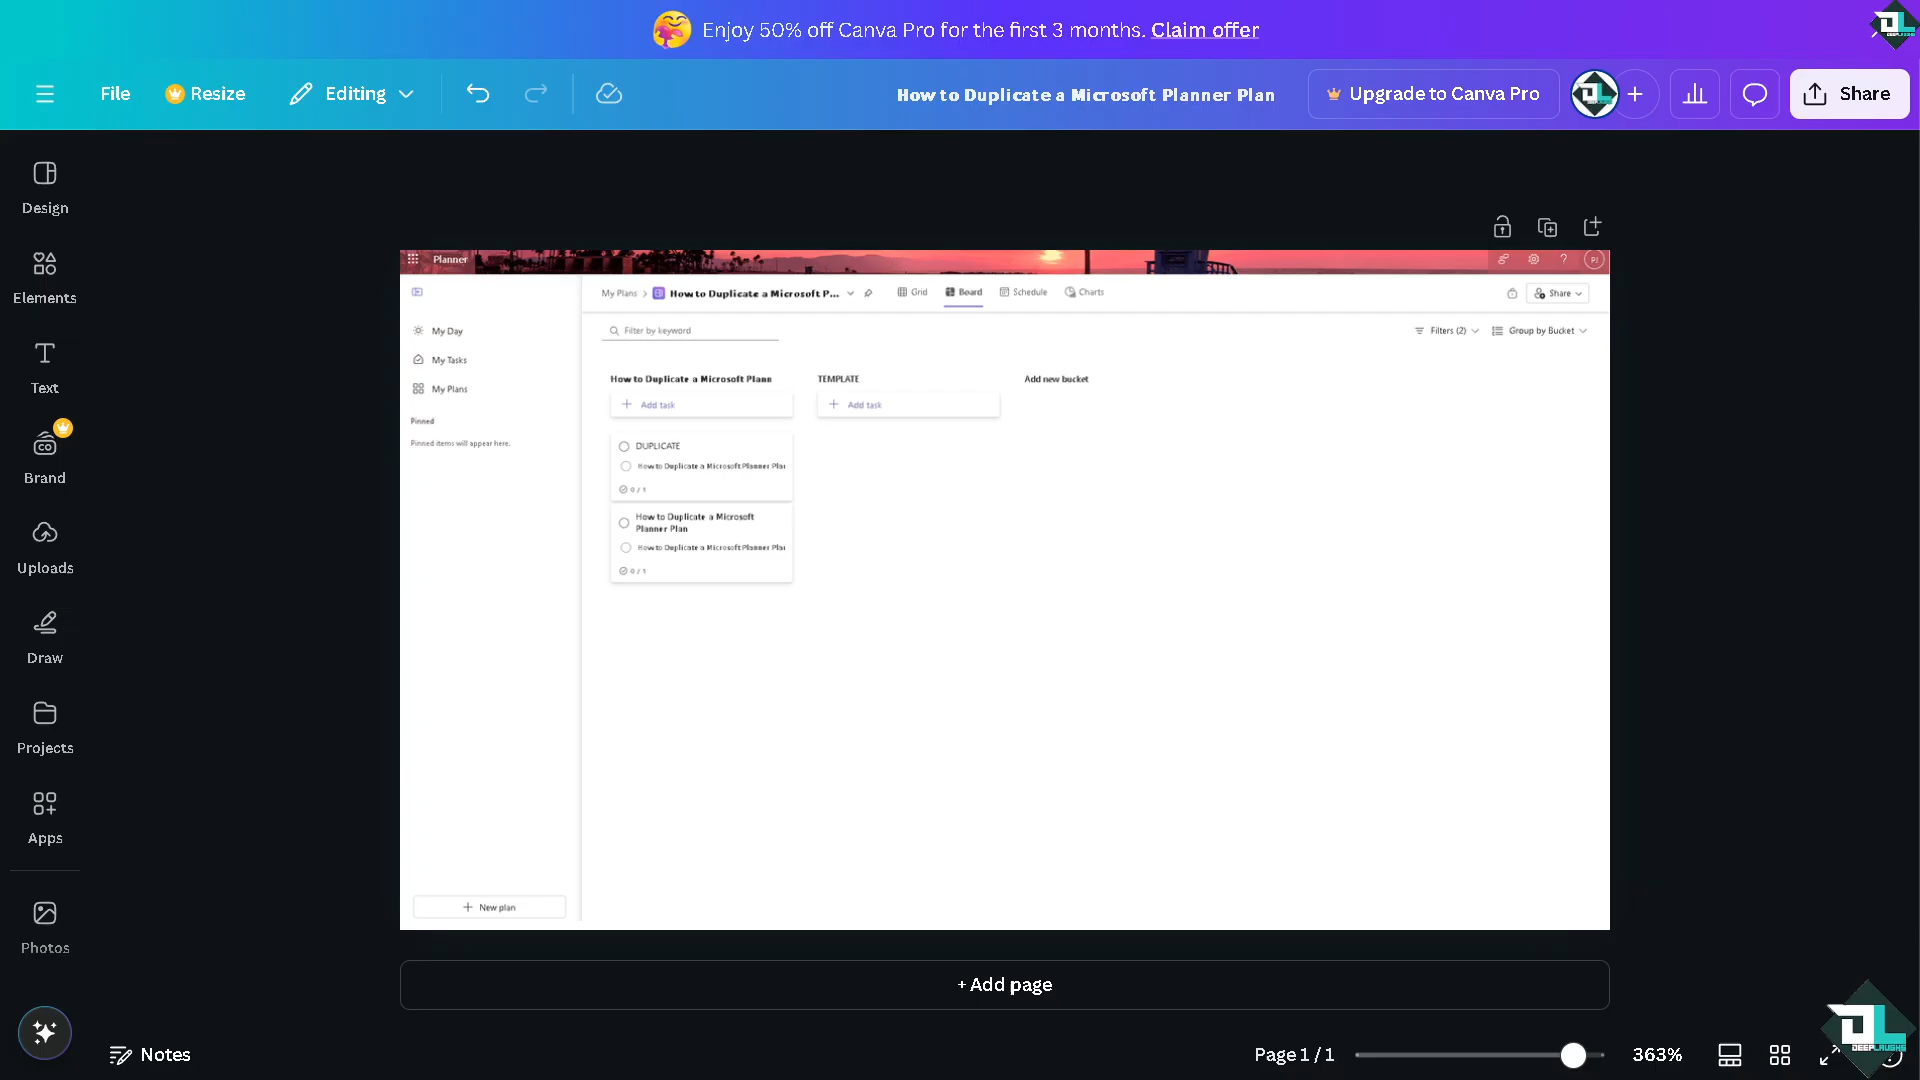 Enjoy 50% off Canva Pro for the first 3 months. Claim offer
File
Resize
Editing
How to Duplicate a Microsoft Planner Plan
Upgrade to Canva Pro
Share
Design
Elements
Text
Brand
Uploads
Draw
Projects
Apps
Photos
Planner
PJ
My Plans
How to Duplicate a Microsoft P...
Grid
Board
Schedule
Charts
Share
My Day
My Tasks
My Plans
Pinned
Pinned items will appear here.
Filter by keyword
Filters (2)
Group by Bucket
How to Duplicate a Microsoft Plann
TEMPLATE
Add new bucket
+ Add task
+ Add task
DUPLICATE
How to Duplicate a Microsoft Planner Plan
0 / 1
How to Duplicate a Microsoft
Planner Plan
How to Duplicate a Microsoft Planner Plan
0 / 1
+ New plan
+ Add page
Notes
Page 1 / 1
363%
DL
DEEPLAUGHS